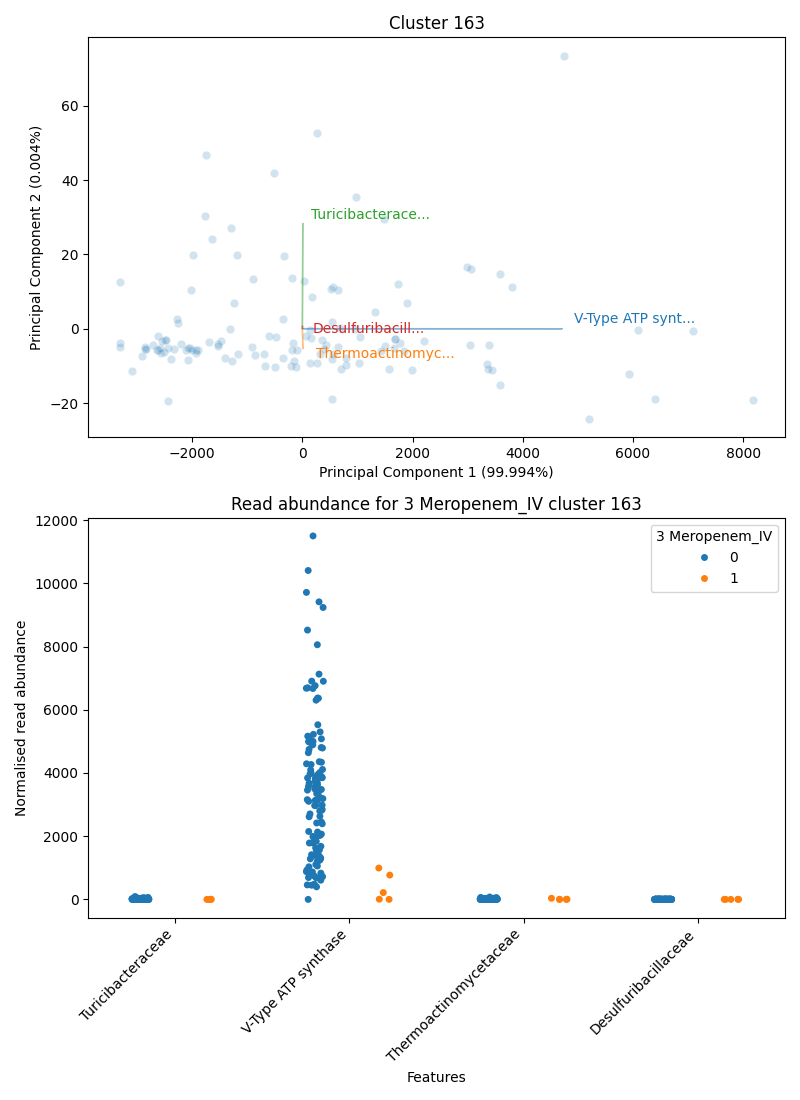 Cluster 163
Principal Component 2 (0.004%)
60
40
20
0
−20
Turicibacterace...
V-Type ATP synt...
Desulfuribacill...
Thermoactinomyc...
−2000 0 2000 4000 6000 8000
Principal Component 1 (99.994%)
Read abundance for 3 Meropenem_IV cluster 163
Normalised read abundance
12000
10000
8000
6000
4000
2000
0
3 Meropenem_IV
0
1
Turicibacteraceae
V-Type ATP synthase
Thermoactinomycetaceae
Desulfuribacillaceae
Features